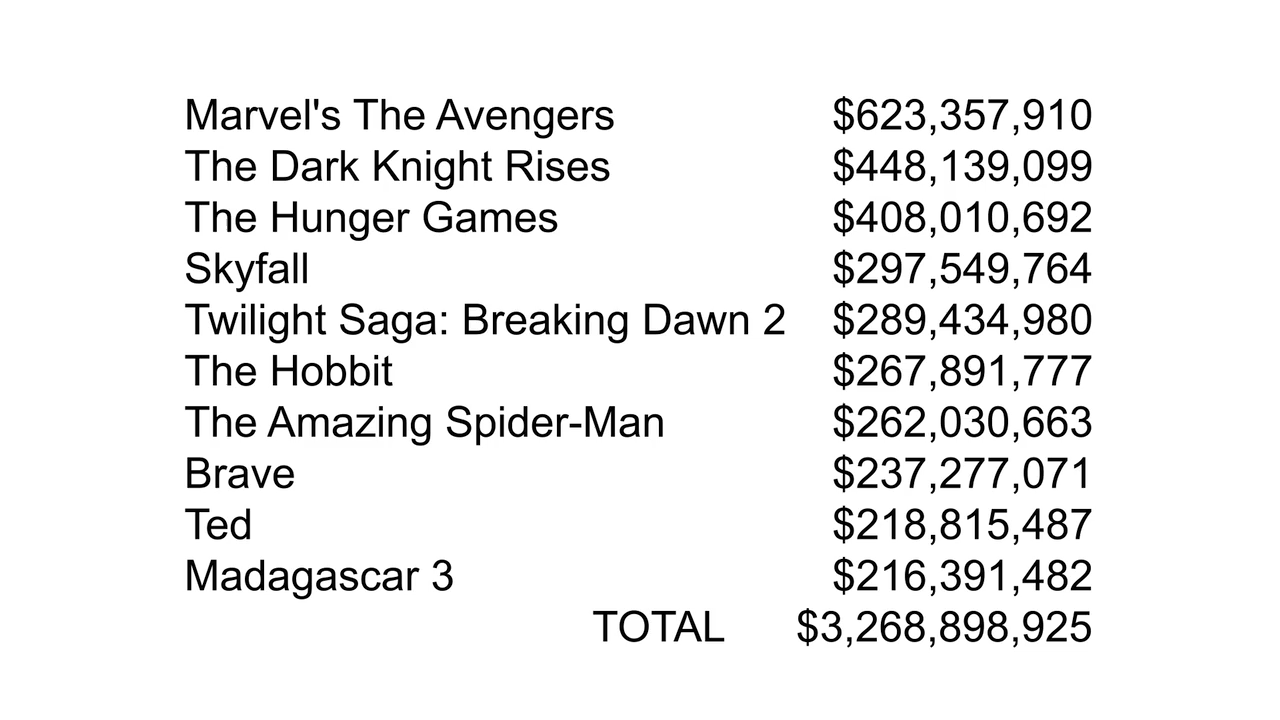 Marvel's The Avengers $623,357,910
The Dark Knight Rises $448,139,099
The Hunger Games $408,010,692
Skyfall $297,549,764
Twilight Saga: Breaking Dawn 2 $289,434,980
The Hobbit $267,891,777
The Amazing Spider-Man $262,030,663
Brave $237,277,071
Ted $218,815,487
Madagascar 3 $216,391,482
TOTAL $3,268,898,925